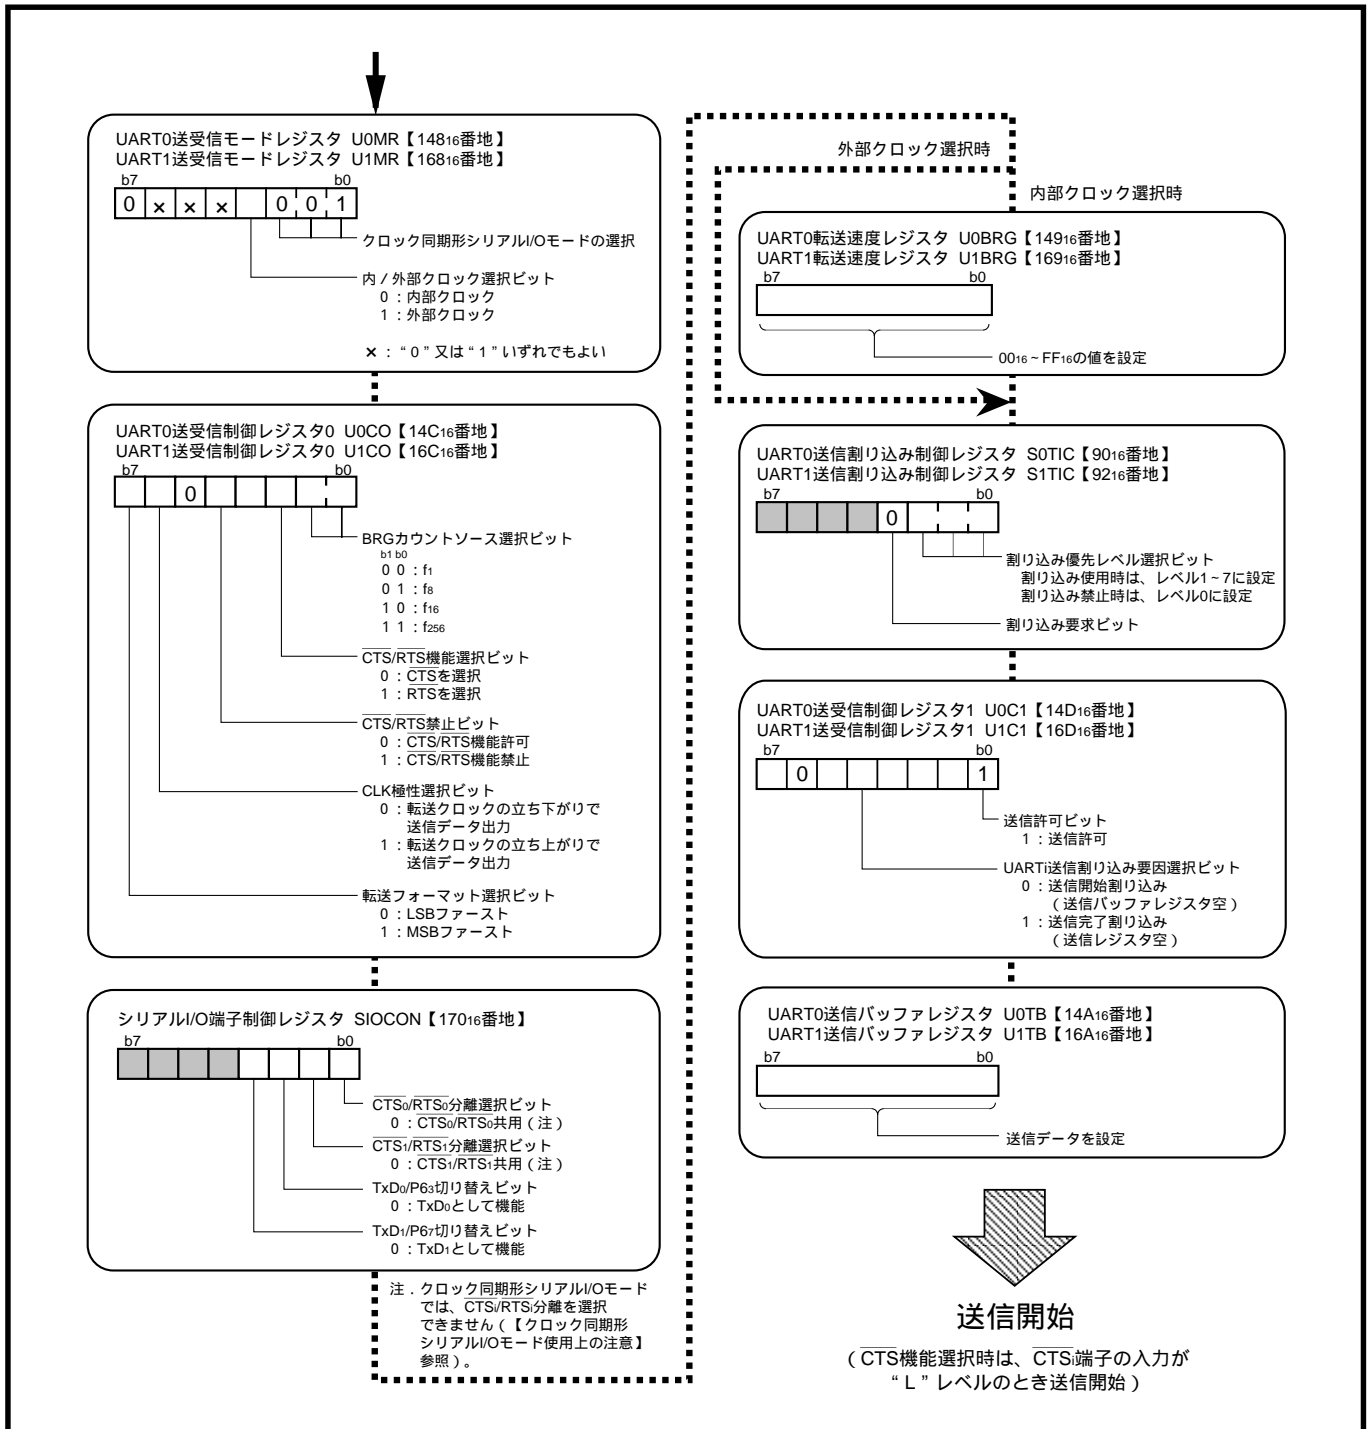 UART0送受信モードレジスタ U0MR【14816番地】
UART1送受信モードレジスタ U1MR【16816番地】
b7 b0
0 × × × 0 0 1
クロック同期形シリアルI/Oモードの選択
内／外部クロック選択ビット
0：内部クロック
1：外部クロック
×：“0”又は“1”いずれでもよい
UART0送受信制御レジスタ0 U0CO【14C16番地】
UART1送受信制御レジスタ0 U1CO【16C16番地】
b7 b0
0
BRGカウントソース選択ビット
b1 b0
0 0：f1
0 1：f8
1 0：f16
1 1：f256
CTS/RTS機能選択ビット
0：CTSを選択
1：RTSを選択
CTS/RTS禁止ビット
0：CTS/RTS機能許可
1：CTS/RTS機能禁止
CLK極性選択ビット
0：転送クロックの立ち下がりで
送信データ出力
1：転送クロックの立ち上がりで
送信データ出力
転送フォーマット選択ビット
0：LSBファースト
1：MSBファースト
シリアルI/O端子制御レジスタ SIOCON【17016番地】
b7 b0
CTS0/RTS0分離選択ビット
0：CTS0/RTS0共用（注）
CTS1/RTS1分離選択ビット
0：CTS1/RTS1共用（注）
TxD0/P63切り替えビット
0：TxD0として機能
TxD1/P67切り替えビット
0：TxD1として機能
注．クロック同期形シリアルI/Oモード
では、CTSi/RTSi分離を選択
できません（【クロック同期形
シリアルI/Oモード使用上の注意】
参照）。
外部クロック選択時
内部クロック選択時
UART0転送速度レジスタ U0BRG【14916番地】
UART1転送速度レジスタ U1BRG【16916番地】
b7 b0
0016～FF16の値を設定
UART0送信割り込み制御レジスタ S0TIC【9016番地】
UART1送信割り込み制御レジスタ S1TIC【9216番地】
b7 b0
0
割り込み優先レベル選択ビット
割り込み使用時は、レベル1～7に設定
割り込み禁止時は、レベル0に設定
割り込み要求ビット
UART0送受信制御レジスタ1 U0C1【14D16番地】
UART1送受信制御レジスタ1 U1C1【16D16番地】
b7 b0
0 1
送信許可ビット
1：送信許可
UARTi送信割り込み要因選択ビット
0：送信開始割り込み
（送信バッファレジスタ空）
1：送信完了割り込み
（送信レジスタ空）
UART0送信バッファレジスタ U0TB【14A16番地】
UART1送信バッファレジスタ U1TB【16A16番地】
b7 b0
送信データを設定
送信開始
（CTS機能選択時は、CTSi端子の入力が
“L”レベルのとき送信開始）